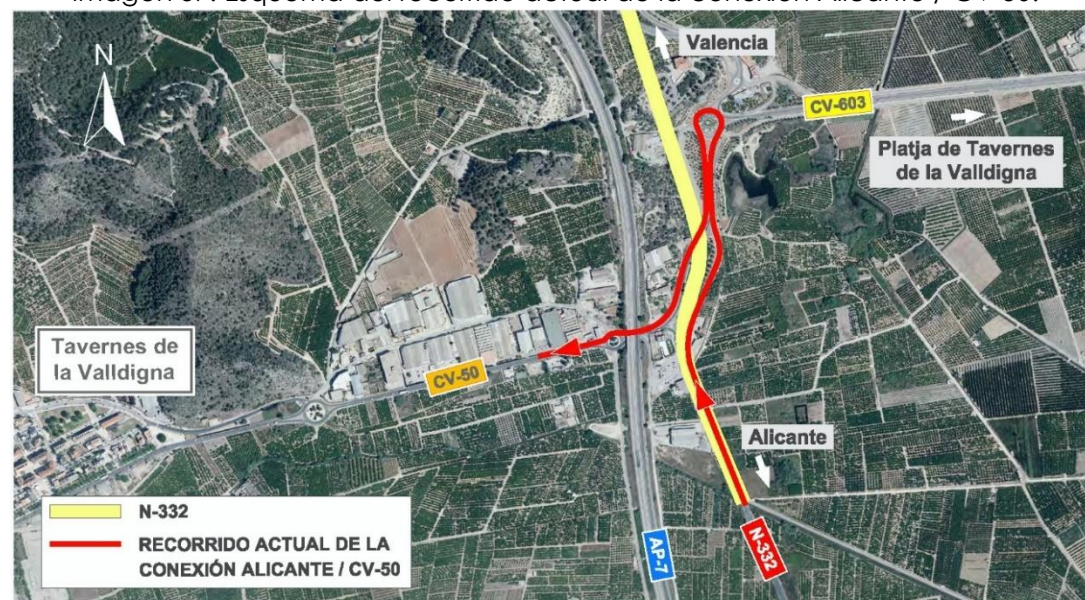 N
Valencia
CV-603
Platja de Tavernes
de la Valldigna
Tavernes de
la Valldigna
CV-50
Alicante
N-332
AP-7
N-332
RECORRIDO ACTUAL DE LA
CONEXIÓN ALICANTE / CV-50